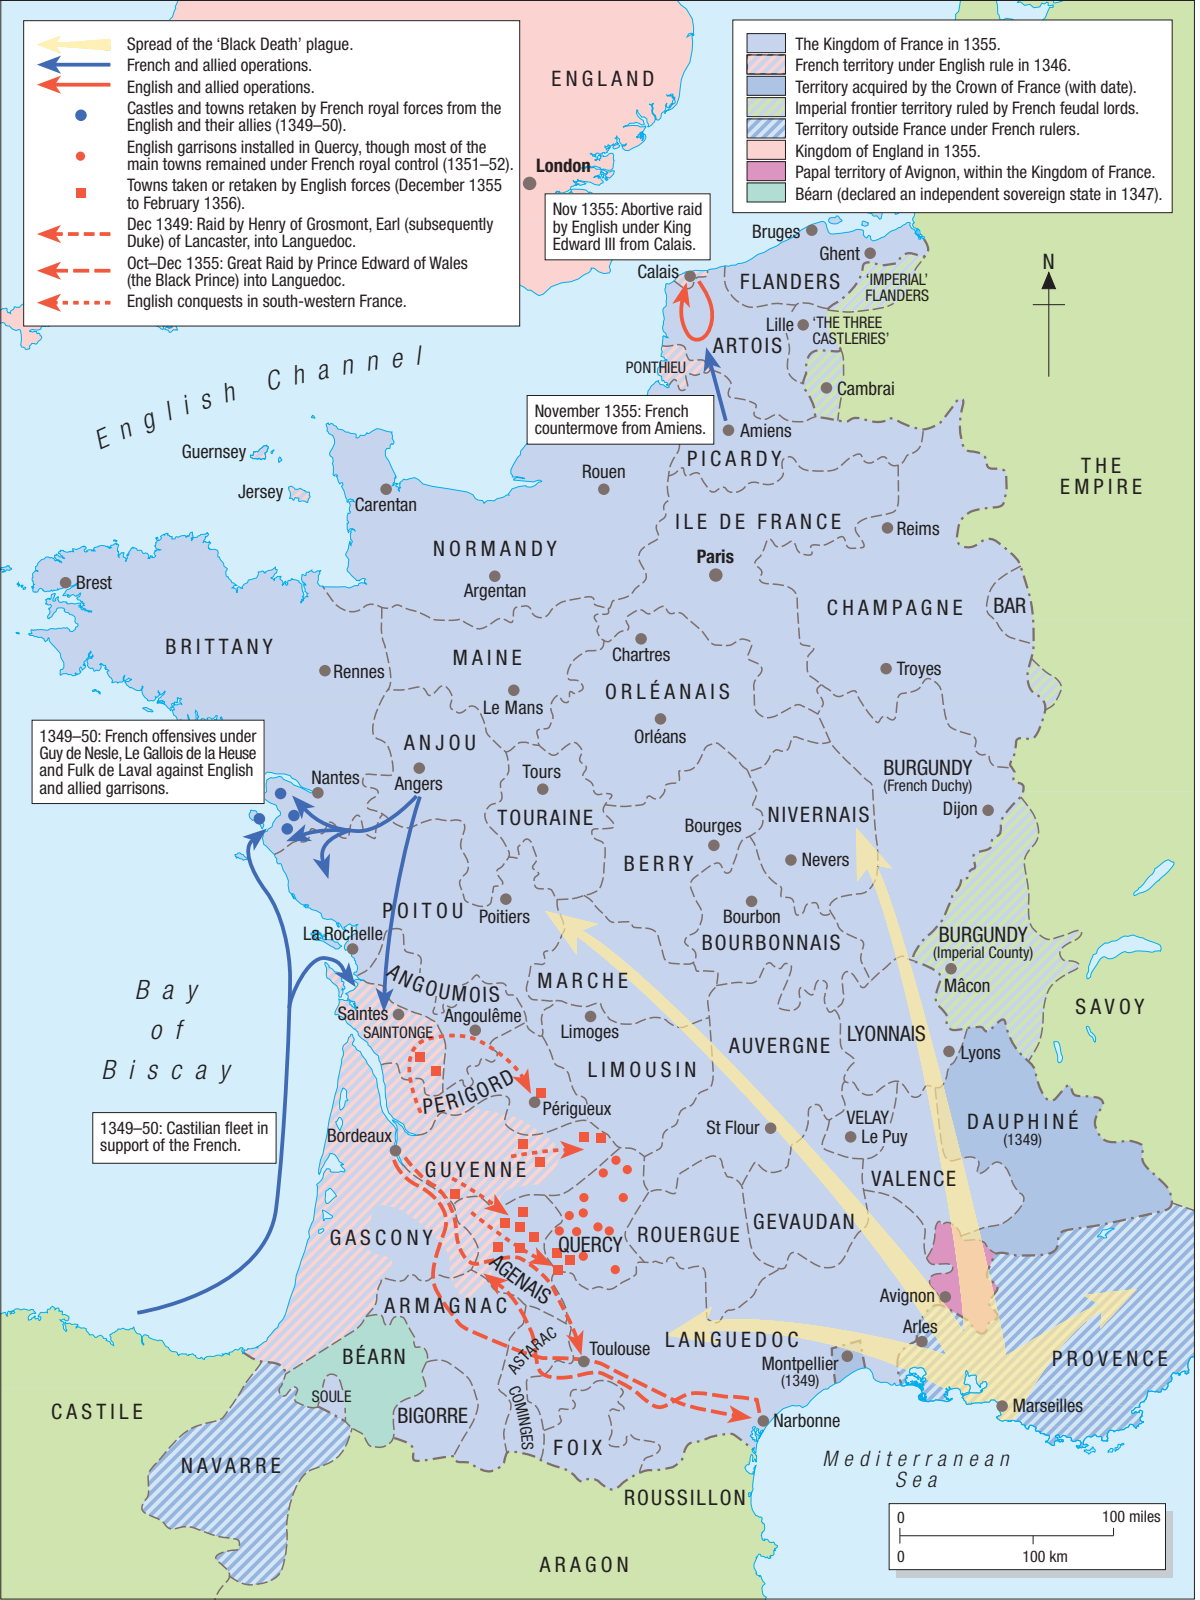 Spread of the ‘Black Death’ plague.
French and allied operations.
English and allied operations.
Castles and towns retaken by French royal forces from the
English and their allies (1349–50).
English garrisons installed in Quercy, though most of the
main towns remained under French royal control (1351–52).
Towns taken or retaken by English forces (December 1355
to February 1356).
Dec 1349: Raid by Henry of Grosmont, Earl (subsequently
Duke) of Lancaster, into Languedoc.
Oct–Dec 1355: Great Raid by Prince Edward of Wales
(the Black Prince) into Languedoc.
English conquests in south-western France.
The Kingdom of France in 1355.
French territory under English rule in 1346.
Territory acquired by the Crown of France (with date).
Imperial frontier territory ruled by French feudal lords.
Territory outside France under French rulers.
Kingdom of England in 1355.
Papal territory of Avignon, within the Kingdom of France.
Béarn (declared an independent sovereign state in 1347).
ENGLAND
London
Nov 1355: Abortive raid
by English under King
Edward III from Calais.
Bruges
Ghent
Calais
FLANDERS
‘IMPERIAL’
FLANDERS
N
Lille
‘THE THREE
CASTLERIES’
ARTOIS
PONTHIEU
Cambrai
English Channel
November 1355: French
countermove from Amiens.
Amiens
PICARDY
Guernsey
Jersey
Carentan
Rouen
THE
EMPIRE
ILE DE FRANCE
Reims
NORMANDY
Paris
Argentan
Brest
CHAMPAGNE
BAR
BRITTANY
Rennes
MAINE
Chartres
Troyes
Le Mans
ORLÉANAIS
Orléans
1349–50: French offensives under
Guy de Nesle, Le Gallois de la Heuse
and Fulk de Laval against English
and allied garrisons.
ANJOU
Nantes
Angers
Tours
TOURAINE
BURGUNDY
(French Duchy)
Dijon
NIVERNAIS
Bourges
BERRY
Nevers
POITOU
Poitiers
Bourbon
La Rochelle
BOURBONNAIS
BURGUNDY
(Imperial County)
Mâcon
Bay
of
Biscay
ANGOUMOIS
MARCHE
SAVOY
Saintes
SAINTONGE
Angoulême
Limoges
LYONNAIS
AUVERGNE
Lyons
LIMOUSIN
PERIGORD
Périgueux
DAUPHINÉ
(1349)
1349–50: Castilian fleet in
support of the French.
St Flour
VELAY
Le Puy
Bordeaux
GUYENNE
VALENCE
GASCONY
QUERCY
ROUERGUE
GEVAUDAN
AGENAIS
ARMAGNAC
Avignon
Arles
LANGUEDOC
ASTARAC
Toulouse
Montpellier
(1349)
PROVENCE
BÉARN
SOULE
COMINGES
BIGORRE
Marseilles
CASTILE
Narbonne
FOIX
NAVARRE
Mediterranean
Sea
ROUSSILLON
ARAGON
0 100 miles
0 100 km